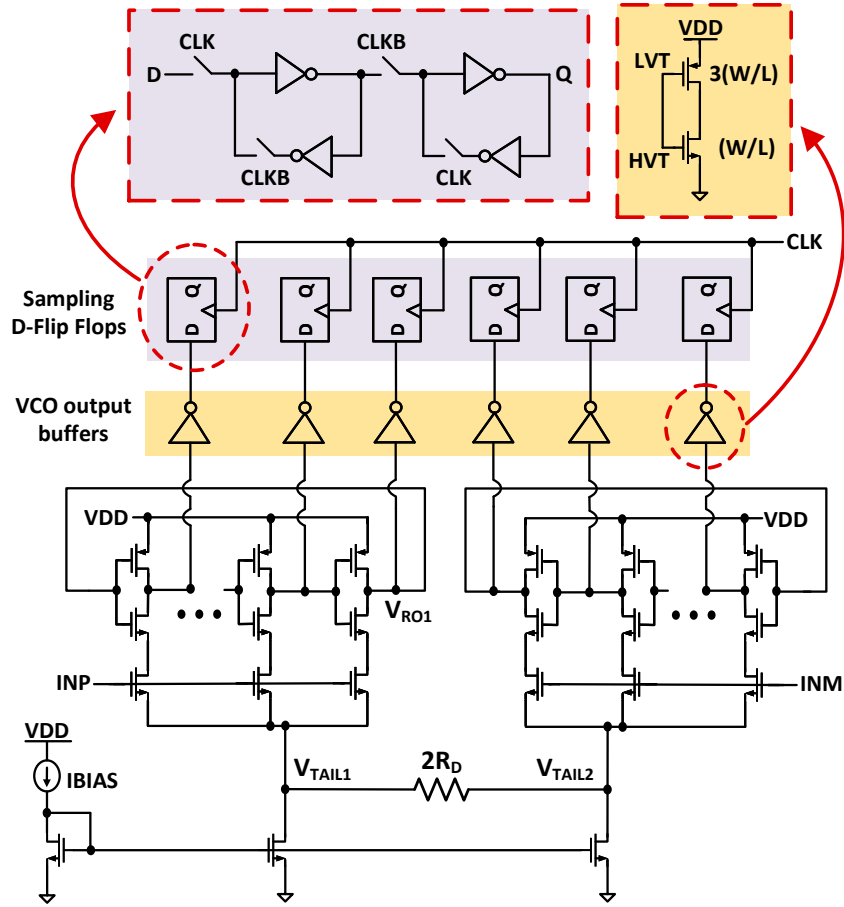 CLK
CLKB
D
Q
CLKB
CLK
VDD
LVT
3(W/L)
HVT
(W/L)
CLK
Sampling
D-Flip Flops
Q
Q
Q
Q
Q
Q
D
D
D
D
D
D
VCO output
buffers
VDD
VDD
V_RO1
INP
INM
VDD
IBIAS
V_TAIL1
2R_D
V_TAIL2